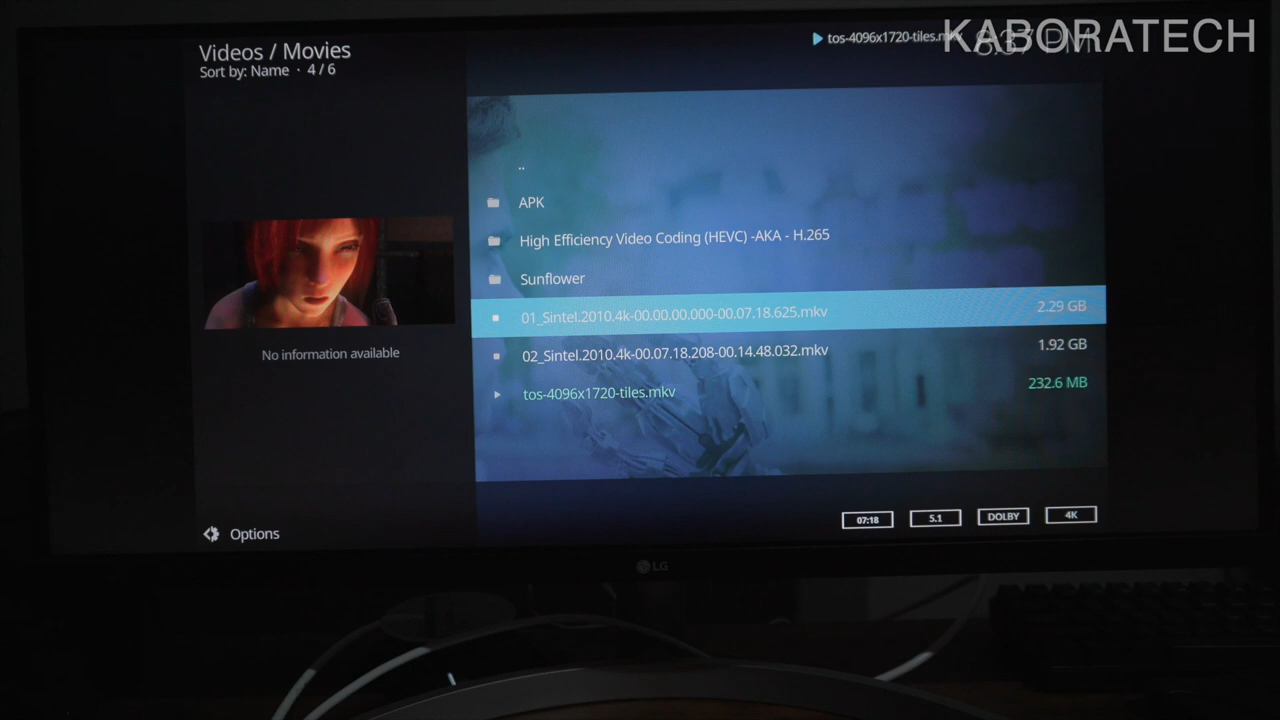 Videos / Movies
Sort by: Name · 4 / 6
tos-4096x1720-tiles.mkv
KABORATECH
8:37 PM
..
APK
High Efficiency Video Coding (HEVC) -AKA - H.265
Sunflower
01_Sintel.2010.4k-00.00.00.000-00.07.18.625.mkv 2.29 GB
02_Sintel.2010.4k-00.07.18.208-00.14.48.032.mkv 1.92 GB
tos-4096x1720-tiles.mkv 232.6 MB
No information available
Options
07:18 5.1 DOLBY 4K
LG